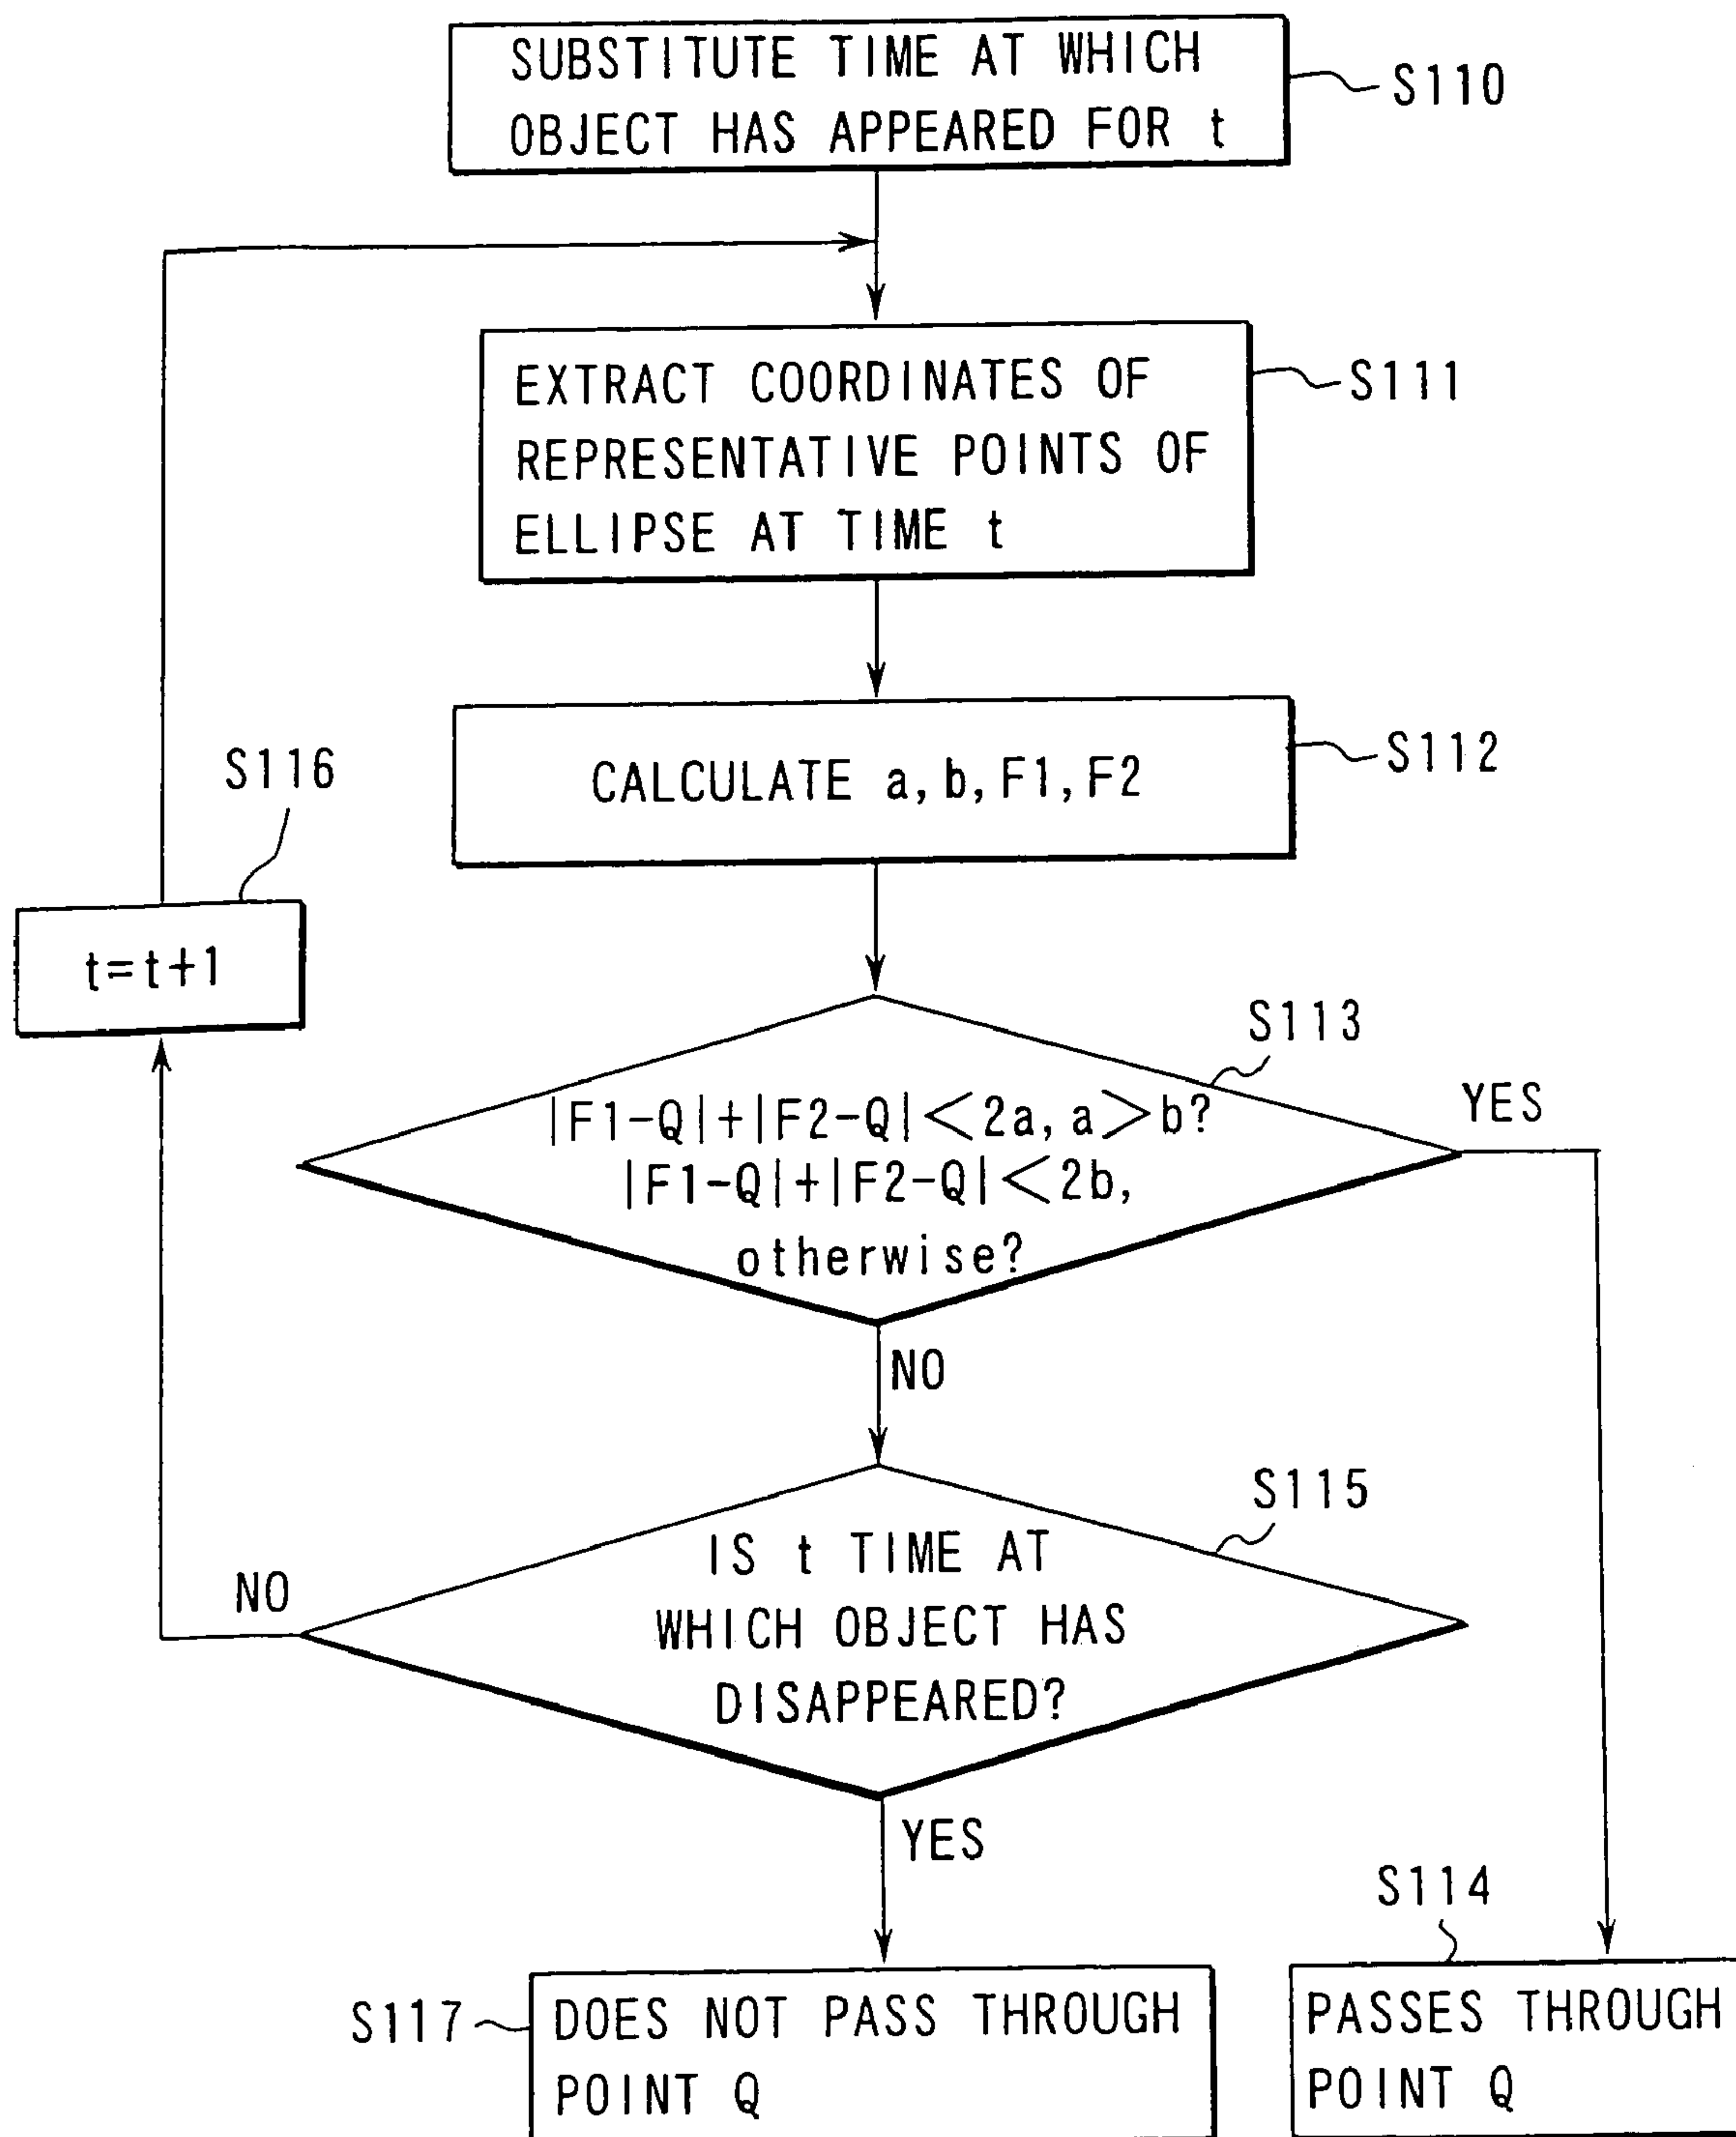 SUBSTITUTE TIME AT WHICH
OBJECT HAS APPEARED FOR t
S110
EXTRACT COORDINATES OF
REPRESENTATIVE POINTS OF
ELLIPSE AT TIME t
S111
CALCULATE a, b, F1, F2
S112
S116
t=t+1
S113
|F1-Q|+|F2-Q|<2a, a>b?
|F1-Q|+|F2-Q|<2b,
otherwise?
YES
NO
S115
IS t TIME AT
WHICH OBJECT HAS
DISAPPEARED?
NO
YES
S114
S117
DOES NOT PASS THROUGH
POINT Q
PASSES THROUGH
POINT Q